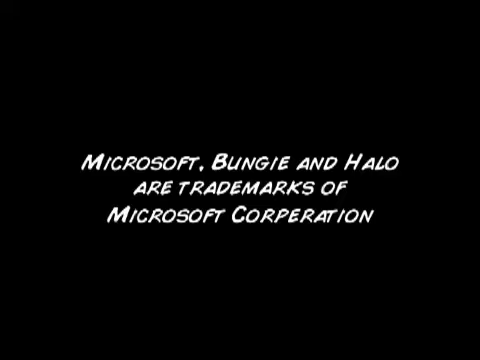 Microsoft, Bungie and Halo
are trademarks of
Microsoft Corperation